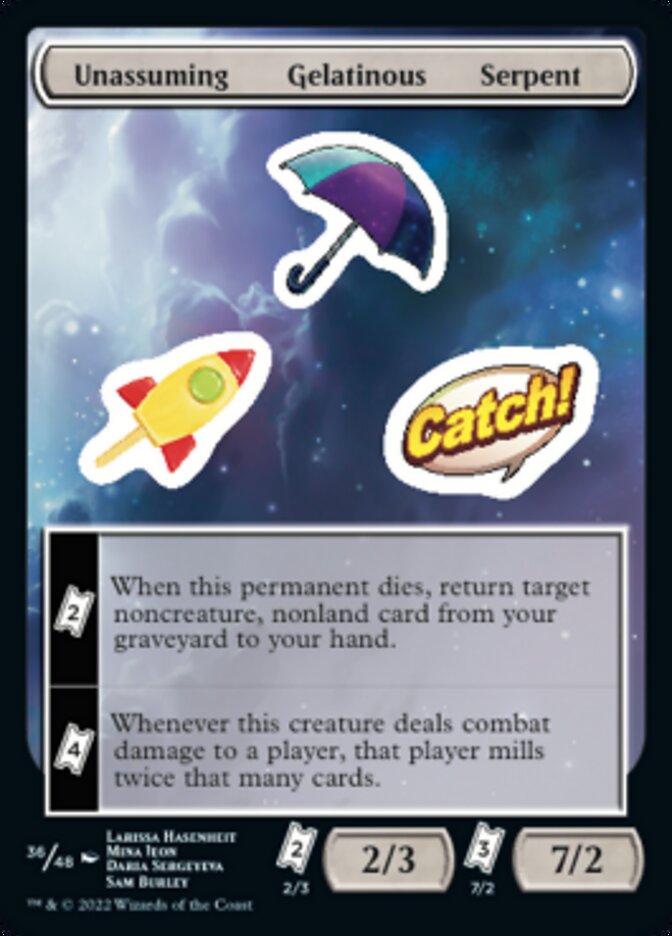 Unassuming Gelatinous Serpent
Catch!
2
When this permanent dies, return target
noncreature, nonland card from your
graveyard to your hand.
4
Whenever this creature deals combat
damage to a player, that player mills
twice that many cards.
36/48
Larissa Hasenheit
Mina Jeon
Daria Sergeyeva
Sam Burley
2
2/3
2/3
3
7/2
7/2
™ & © 2022 Wizards of the Coast